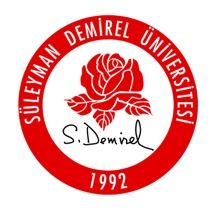 SÜLEYMAN DEMİREL ÜNİVERSİTESİ
S. Demirel
1992